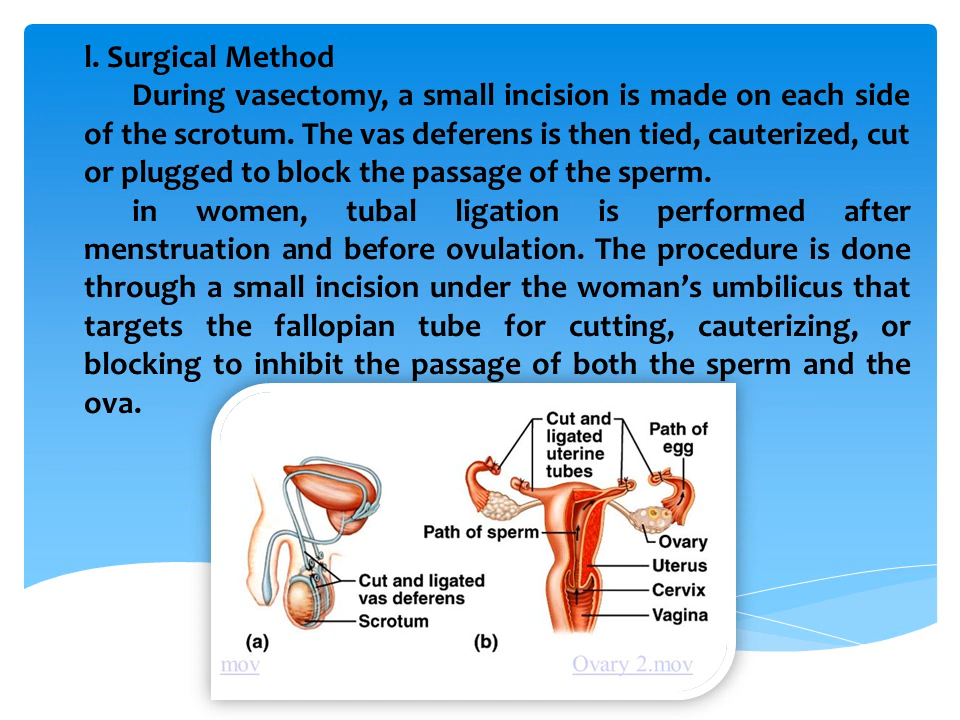 l. Surgical Method
During vasectomy, a small incision is made on each side
of the scrotum. The vas deferens is then tied, cauterized, cut
or plugged to block the passage of the sperm.
in women, tubal ligation is performed after
menstruation and before ovulation. The procedure is done
through a small incision under the woman’s umbilicus that
targets the fallopian tube for cutting, cauterizing, or
blocking to inhibit the passage of both the sperm and the
ova.
Cut and
ligated
uterine
tubes
Path of
egg
Path of sperm
Ovary
Uterus
Cervix
Vagina
Cut and ligated
vas deferens
Scrotum
(a)
(b)
mov
Ovary 2.mov